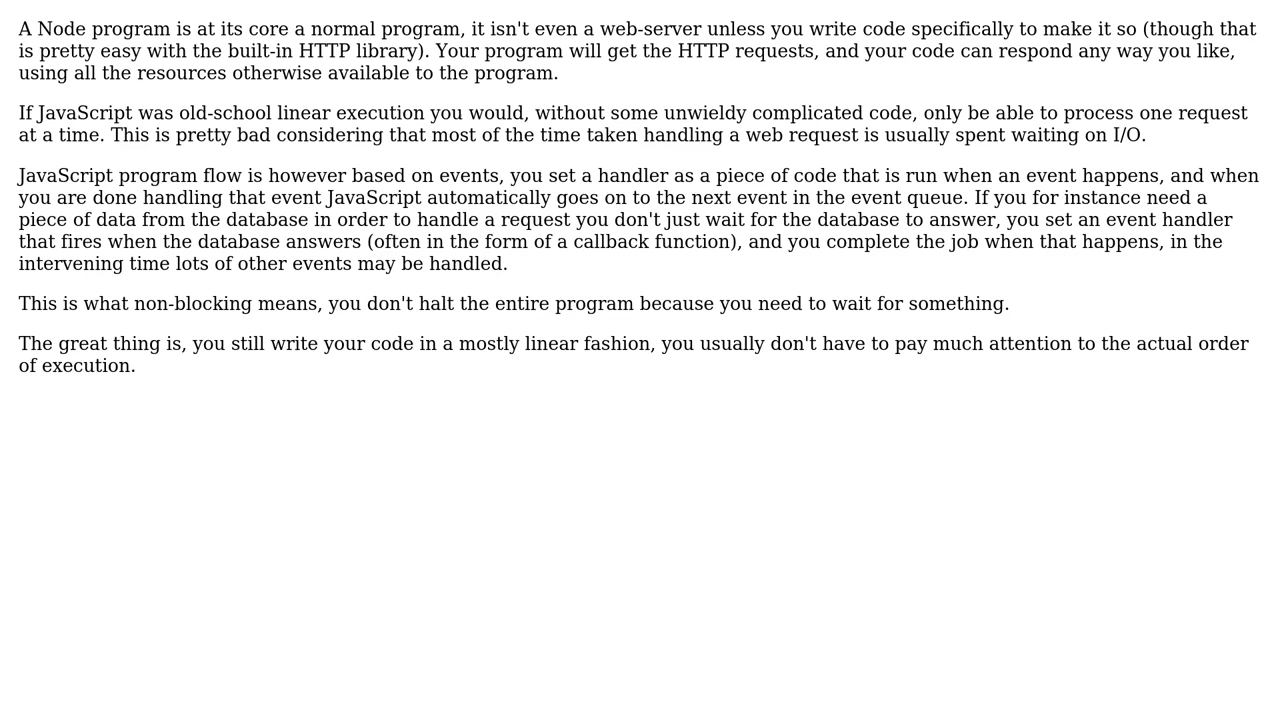 A Node program is at its core a normal program, it isn't even a web-server unless you write code specifically to make it so (though that
is pretty easy with the built-in HTTP library). Your program will get the HTTP requests, and your code can respond any way you like,
using all the resources otherwise available to the program.
If JavaScript was old-school linear execution you would, without some unwieldy complicated code, only be able to process one request
at a time. This is pretty bad considering that most of the time taken handling a web request is usually spent waiting on I/O.
JavaScript program flow is however based on events, you set a handler as a piece of code that is run when an event happens, and when
you are done handling that event JavaScript automatically goes on to the next event in the event queue. If you for instance need a
piece of data from the database in order to handle a request you don't just wait for the database to answer, you set an event handler
that fires when the database answers (often in the form of a callback function), and you complete the job when that happens, in the
intervening time lots of other events may be handled.
This is what non-blocking means, you don't halt the entire program because you need to wait for something.
The great thing is, you still write your code in a mostly linear fashion, you usually don't have to pay much attention to the actual order
of execution.